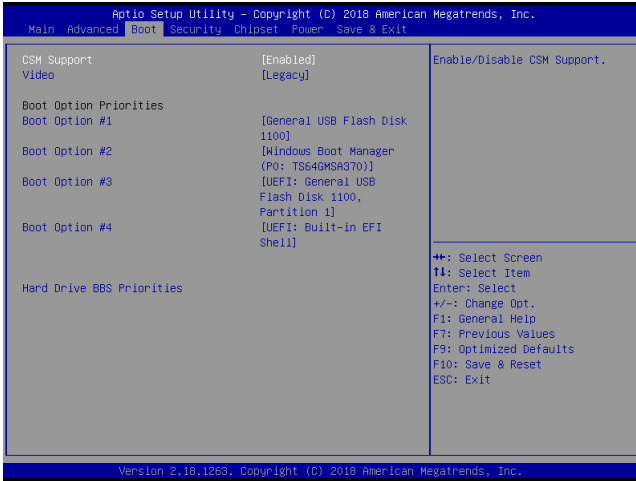 Aptio Setup Utility – Copyright (C) 2018 American Megatrends, Inc.
Main Advanced Boot Security Chipset Power Save & Exit
CSM Support [Enabled]
Video [Legacy]
Boot Option Priorities
Boot Option #1 [General USB Flash Disk
1100]
Boot Option #2 [Windows Boot Manager
(P0: TS64GMSA370)]
Boot Option #3 [UEFI: General USB
Flash Disk 1100,
Partition 1]
Boot Option #4 [UEFI: Built-in EFI
Shell]
Hard Drive BBS Priorities
Enable/Disable CSM Support.
→←: Select Screen
↑↓: Select Item
Enter: Select
+/-: Change Opt.
F1: General Help
F7: Previous Values
F9: Optimized Defaults
F10: Save & Reset
ESC: Exit
Version 2.18.1263. Copyright (C) 2018 American Megatrends, Inc.